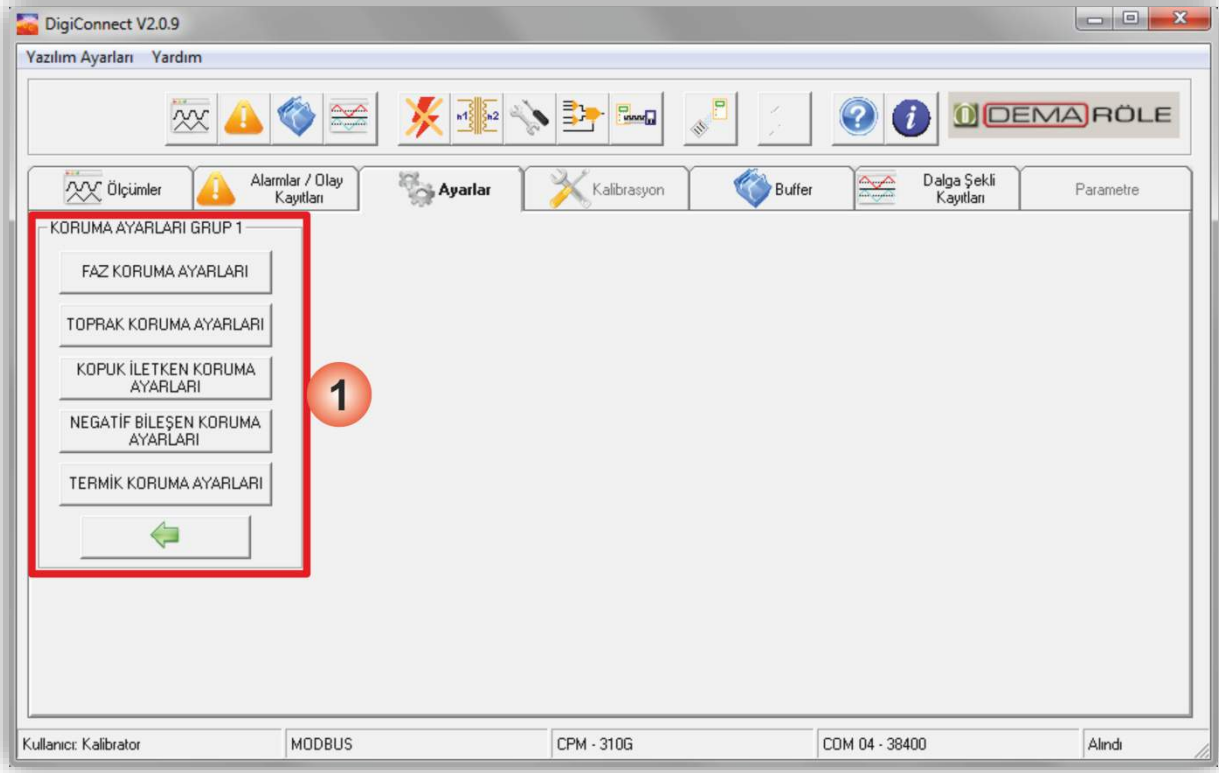 DigiConnect V2.0.9
Yazılım Ayarları Yardım
n1 n2
DEMA RÖLE
Ölçümler
Alarmlar / Olay
Kayıtları
Ayarlar
Kalibrasyon
Buffer
Dalga Şekli
Kayıtları
Parametre
KORUMA AYARLARI GRUP 1
FAZ KORUMA AYARLARI
TOPRAK KORUMA AYARLARI
KOPUK İLETKEN KORUMA
AYARLARI
NEGATİF BİLEŞEN KORUMA
AYARLARI
TERMİK KORUMA AYARLARI
1
Kullanıcı: Kalibrator
MODBUS
CPM - 310G
COM 04 - 38400
Alındı